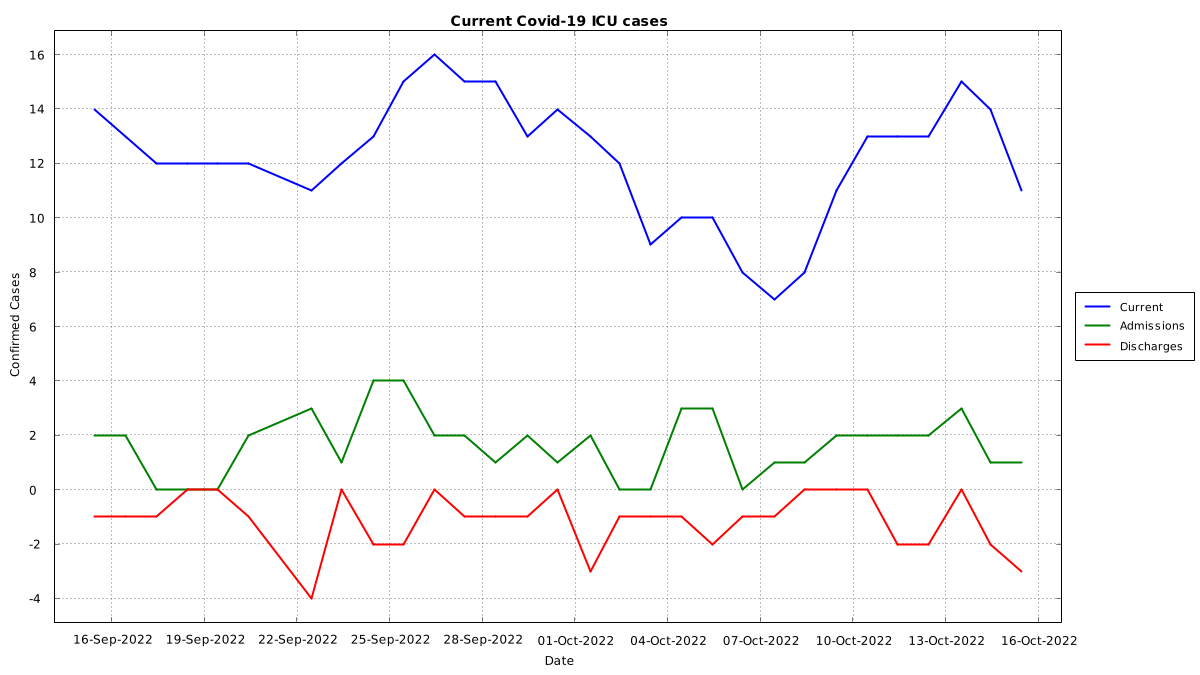 Current Covid-19 ICU cases
16
14
12
10
8
6
4
2
0
-2
-4
Confirmed Cases
16-Sep-2022 19-Sep-2022 22-Sep-2022 25-Sep-2022 28-Sep-2022 01-Oct-2022 04-Oct-2022 07-Oct-2022 10-Oct-2022 13-Oct-2022 16-Oct-2022
Date
Current
Admissions
Discharges